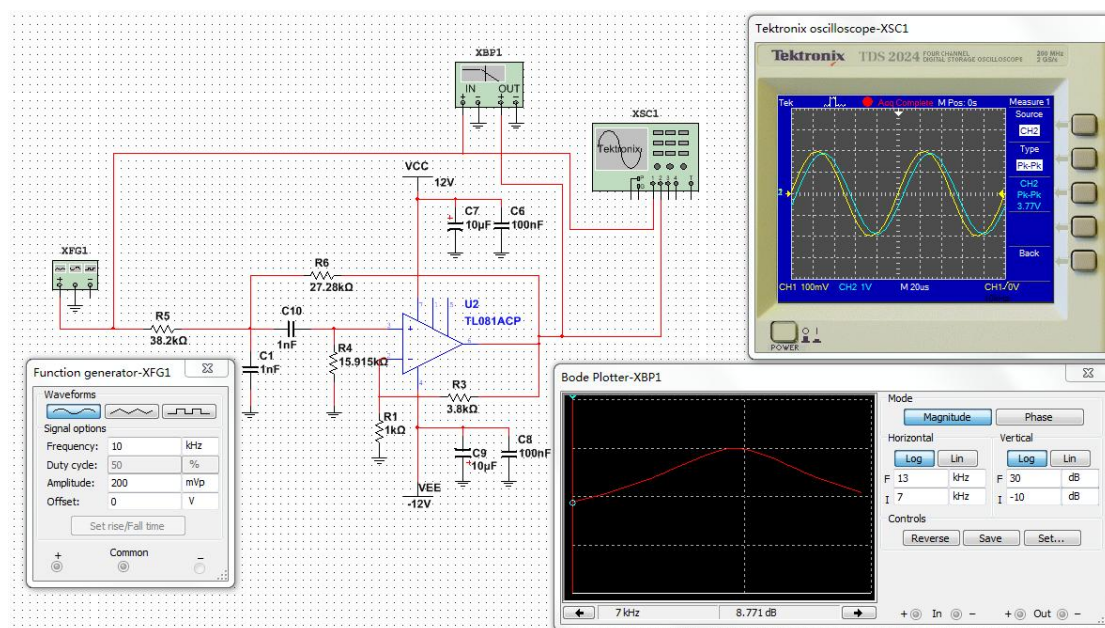 XBP1
IN OUT
XSC1
Tektronix
VCC
12V
C7
10µF
C6
100nF
XFG1
R6
27.28kΩ
R5
38.2kΩ
C10
1nF
U2
TL081ACP
C1
1nF
R4
15.915kΩ
R3
3.8kΩ
R1
1kΩ
C9
10µF
C8
100nF
VEE
-12V
Tektronix oscilloscope-XSC1
Tektronix TDS 2024 FOUR CHANNEL DIGITAL STORAGE OSCILLOSCOPE 200 MHz 2 GS/s
Tek Acq Complete M Pos: 0s Measure 1
Source
CH2
Type
Pk-Pk
CH2
Pk-Pk
3.77V
Back
CH1 100mV CH2 1V M 20us CH1/0V
POWER
Function generator-XFG1
Waveforms
Signal options
Frequency: 10 kHz
Duty cycle: 50 %
Amplitude: 200 mVp
Offset: 0 V
Set rise/Fall time
+ Common −
Bode Plotter-XBP1
Mode
Magnitude Phase
Horizontal Vertical
Log Lin Log Lin
F 13 kHz F 30 dB
I 7 kHz I -10 dB
Controls
Reverse Save Set...
7 kHz 8.771 dB
+ In − + Out −